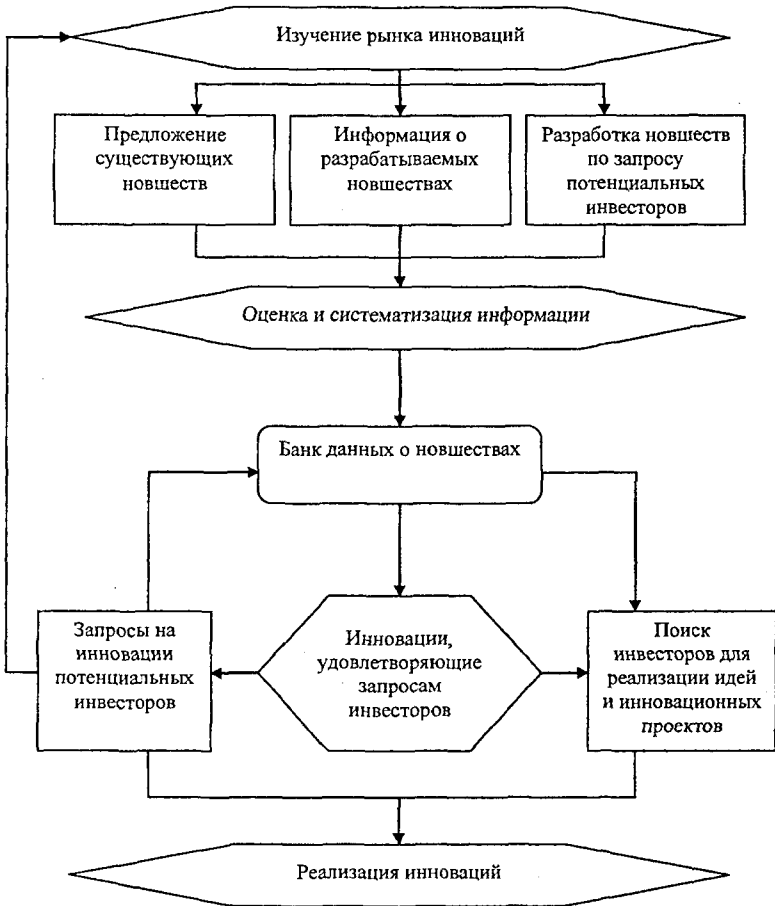 Изучение рынка инноваций
Предложение
существующих
новшеств
Информация о
разрабатываемых
новшествах
Разработка новшеств
по запросу
потенциальных
инвесторов
Оценка и систематизация информации
Банк данных о новшествах
Запросы на
инновации
потенциальных
инвесторов
Инновации,
удовлетворяющие
запросам
инвесторов
Поиск
инвесторов для
реализации идей
и инновационных
проектов
Реализация инноваций